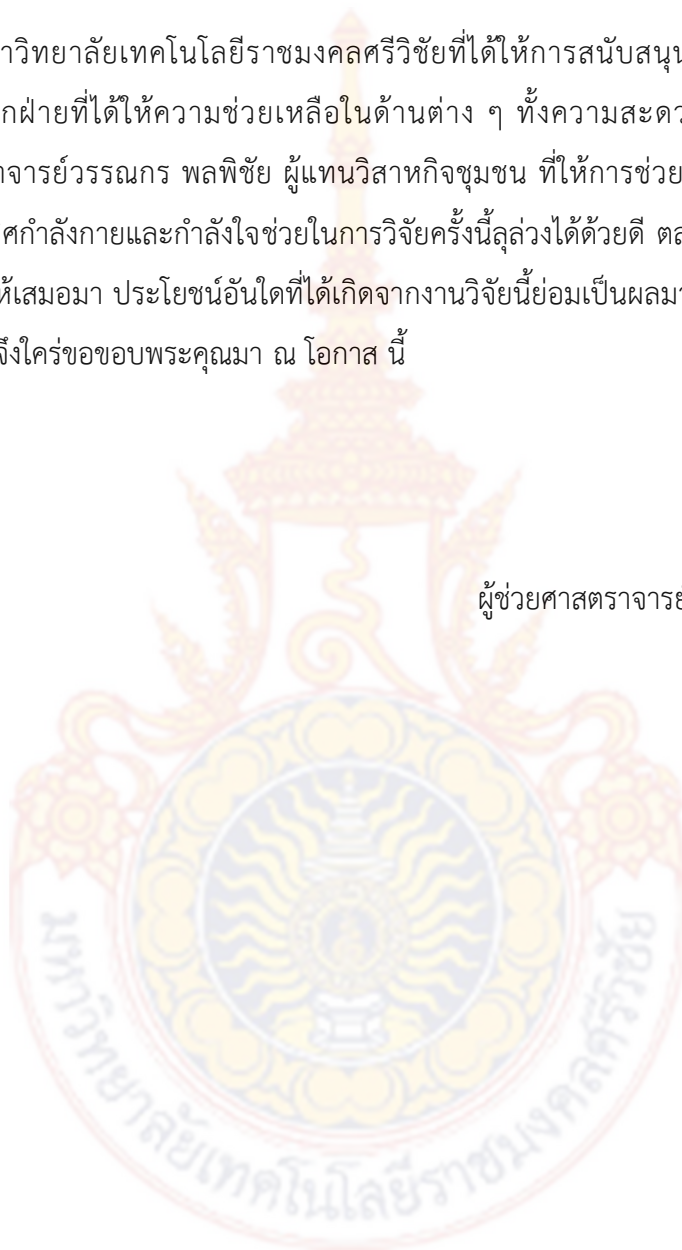 าวิทยาลัยเทคโนโลยีราชมงคลศรีวิชัยที่ได้ให้การสนับสนุน
กฝ่ายที่ได้ให้ความช่วยเหลือในด้านต่าง ๆ ทั้งความสะดว
าจารย์วรรณกร พลพิชัย ผู้แทนวิสาหกิจชุมชน ที่ให้การช่วย
ศกำลังกายและกำลังใจช่วยในการวิจัยครั้งนี้ลุล่วงได้ด้วยดี ตล
ห้เสมอมา ประโยชน์อันใดที่ได้เกิดจากงานวิจัยนี้ย่อมเป็นผลมา
จึงใคร่ขอขอบพระคุณมา ณ โอกาส นี้
ผู้ช่วยศาสตราจารย์
มหาวิทยาลัยเทคโนโลยีราชมงคลศรีวิชัย